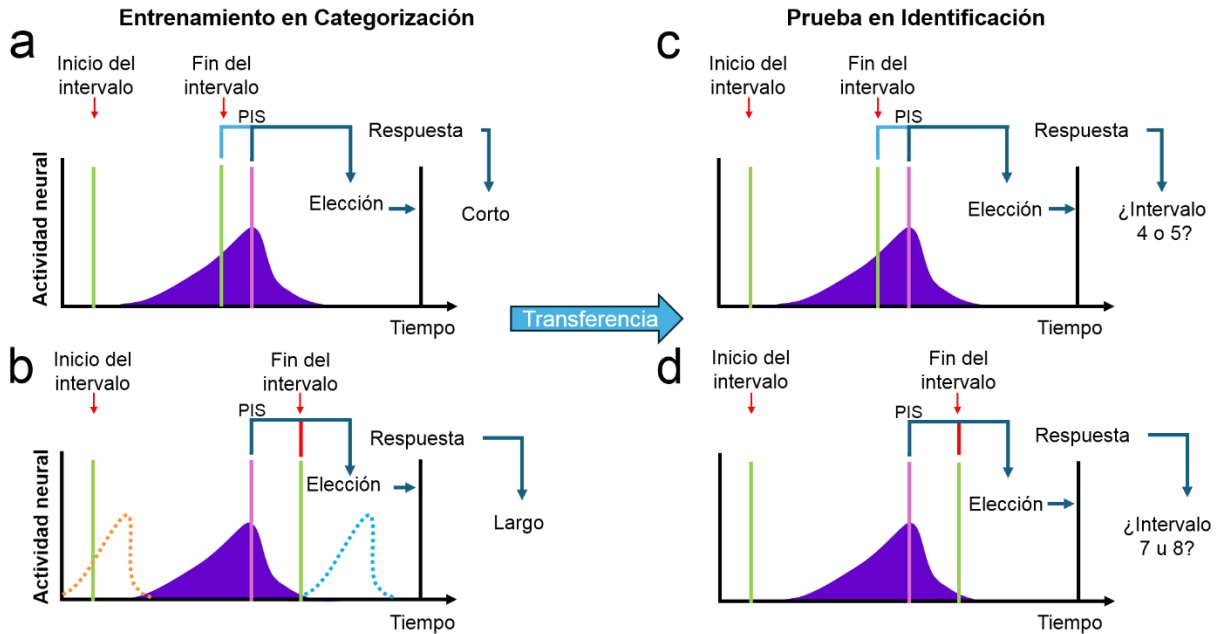 Entrenamiento en Categorización
a
Inicio del
intervalo
Fin del
intervalo
PIS
Respuesta
Elección
Corto
Actividad neural
Tiempo
b
Inicio del
intervalo
Fin del
intervalo
PIS
Respuesta
Elección
Largo
Actividad neural
Tiempo
Transferencia
Prueba en Identificación
c
Inicio del
intervalo
Fin del
intervalo
PIS
Respuesta
Elección
¿Intervalo
4 o 5?
Tiempo
d
Inicio del
intervalo
Fin del
intervalo
PIS
Respuesta
Elección
¿Intervalo
7 u 8?
Tiempo